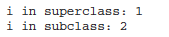 i in superclass: 1
i in subclass: 2